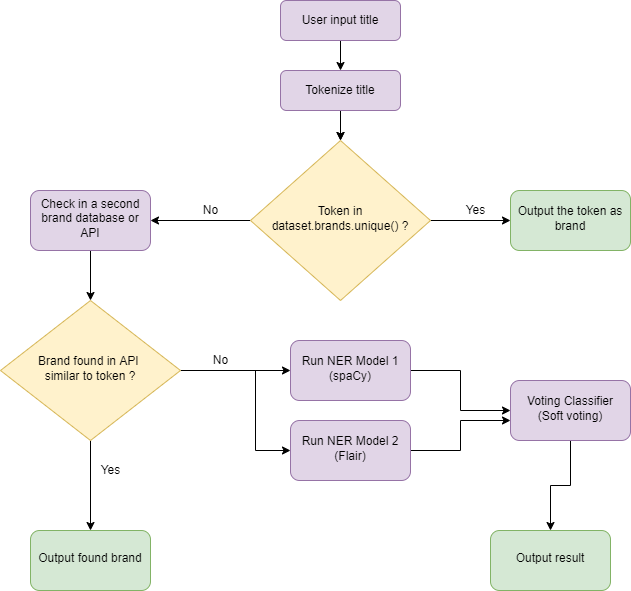 User input title
Tokenize title
Token in
dataset.brands.unique() ?
No
Yes
Check in a second
brand database or
API
Output the token as
brand
Brand found in API
similar to token ?
No
Run NER Model 1
(spaCy)
Run NER Model 2
(Flair)
Voting Classifier
(Soft voting)
Yes
Output found brand
Output result